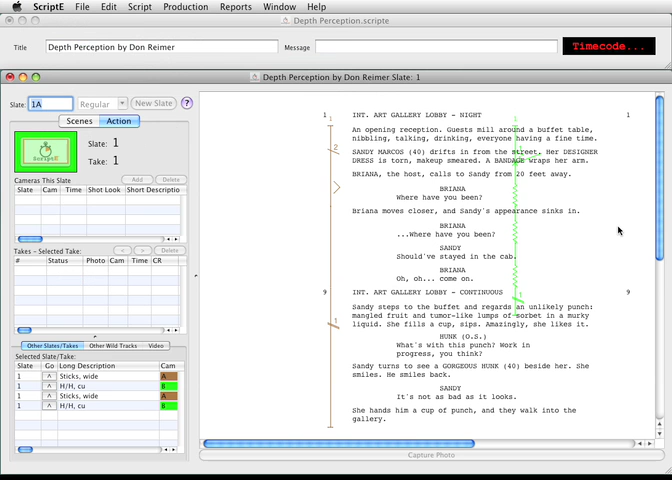 ScriptE File Edit Script Production Reports Window Help
Depth Perception.scripte
Title Depth Perception by Don Reimer Message Timecode...
Depth Perception by Don Reimer Slate: 1
Slate: 1A Regular New Slate ?
Scenes Action
ScriptE
Slate: 1
Take: 1
Cameras This Slate Add Delete
Slate Cam Time Shot Look Short Descriptio
Takes - Selected Take: < > Delete
# Status Photo Cam Time CR
Other Slates/Takes Other Wild Tracks Video
Selected Slate/Take:
Slate Go Long Description Cam
1 ^ Sticks, wide A
1 ^ H/H, cu B
1 ^ Sticks, wide A
1 ^ H/H, cu B
1 INT. ART GALLERY LOBBY - NIGHT 1
1 1
An opening reception. Guests mill around a buffet table,
nibbling, talking, drinking, everyone having a fine time.
2
SANDY MARCOS (40) drifts in from the street. Her DESIGNER
DRESS is torn, makeup smeared. A BANDAGE wraps her arm.
BRIANA, the host, calls to Sandy from 20 feet away.
BRIANA
Where have you been?
Briana moves closer, and Sandy's appearance sinks in.
BRIANA
...Where have you been?
SANDY
Should've stayed in the cab.
BRIANA
Oh, oh... come on.
9 INT. ART GALLERY LOBBY - CONTINUOUS 1 9
Sandy steps to the buffet and regards an unlikely punch:
mangled fruit and tumor-like lumps of sorbet in a murky
liquid. She fills a cup, sips. Amazingly, she likes it.
1
HUNK (O.S.)
What's with this punch? Work in
progress, you think?
Sandy turns to see a GORGEOUS HUNK (40) beside her. She
smiles. He smiles back.
SANDY
It's not as bad as it looks.
She hands him a cup of punch, and they walk into the
gallery.
Capture Photo